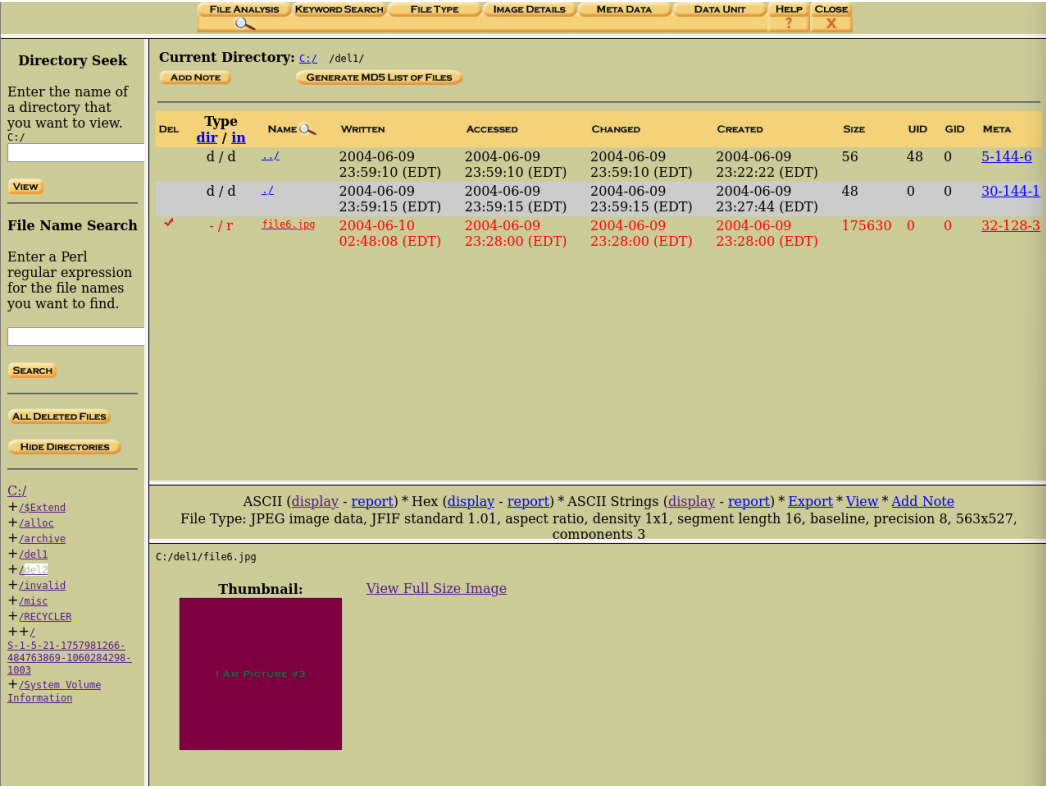 FILE ANALYSIS KEYWORD SEARCH FILE TYPE IMAGE DETAILS META DATA DATA UNIT HELP CLOSE
? X
Directory Seek
Enter the name of
a directory that
you want to view.
C:/
VIEW
File Name Search
Enter a Perl
regular expression
for the file names
you want to find.
SEARCH
ALL DELETED FILES
HIDE DIRECTORIES
C:/
+/$Extend
+/alloc
+/archive
+/del1
+/del2
+/invalid
+/misc
+/RECYCLER
++/
S-1-5-21-1757981266-
484763869-1060284298-
1003
+/System Volume
Information
Current Directory: C:/ /del1/
ADD NOTE GENERATE MD5 LIST OF FILES
DEL Type dir / in NAME WRITTEN ACCESSED CHANGED CREATED SIZE UID GID META
d / d ../ 2004-06-09 2004-06-09 2004-06-09 2004-06-09 56 48 0 5-144-6
23:59:10 (EDT) 23:59:10 (EDT) 23:59:10 (EDT) 23:22:22 (EDT)
d / d ./ 2004-06-09 2004-06-09 2004-06-09 2004-06-09 48 0 0 30-144-1
23:59:15 (EDT) 23:59:15 (EDT) 23:59:15 (EDT) 23:27:44 (EDT)
- / r file6.jpg 2004-06-10 2004-06-09 2004-06-09 2004-06-09 175630 0 0 32-128-3
02:48:08 (EDT) 23:28:00 (EDT) 23:28:00 (EDT) 23:28:00 (EDT)
ASCII (display - report) * Hex (display - report) * ASCII Strings (display - report) * Export * View * Add Note
File Type: JPEG image data, JFIF standard 1.01, aspect ratio, density 1x1, segment length 16, baseline, precision 8, 563x527,
components 3
C:/del1/file6.jpg
Thumbnail: View Full Size Image
I AM PICTURE #3